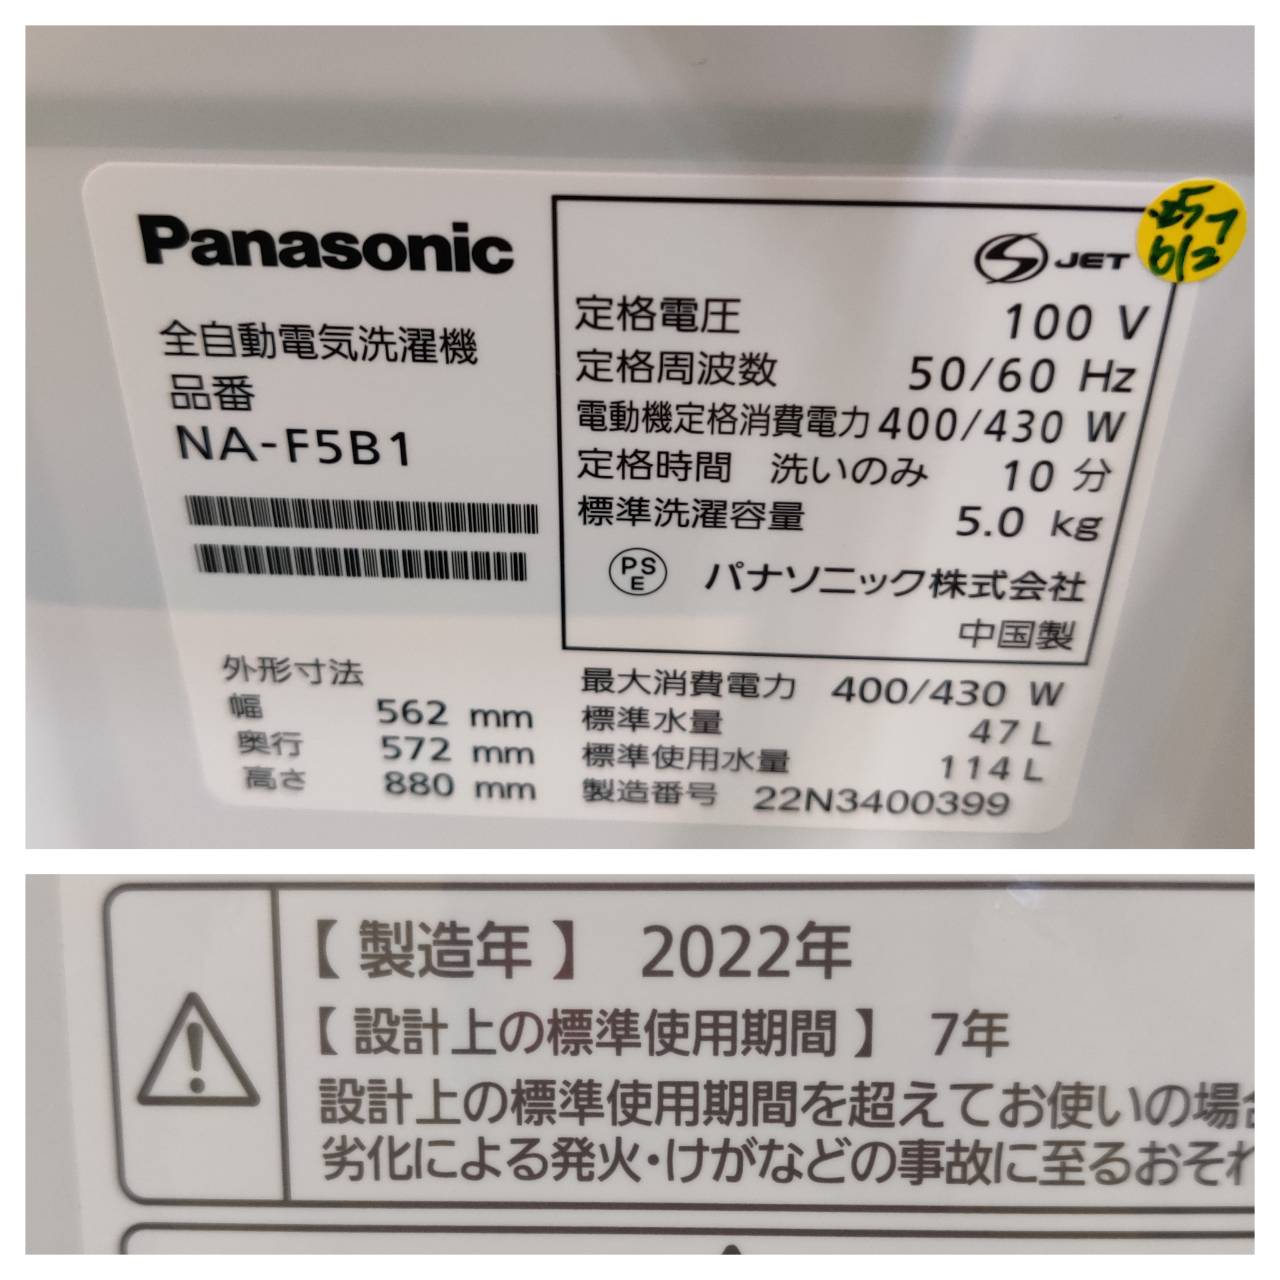 Panasonic
全自動電気洗濯機
品番
NA-F5B1
外形寸法
幅 562 mm
奥行 572 mm
高さ 880 mm
S JET
定格電圧 100 V
定格周波数 50/60 Hz
電動機定格消費電力 400/430 W
定格時間 洗いのみ 10 分
標準洗濯容量 5.0 kg
PS
E
パナソニック株式会社
中国製
最大消費電力 400/430 W
標準水量 47 L
標準使用水量 114 L
製造番号 22N3400399
【製造年】 2022年
【設計上の標準使用期間】 7年
設計上の標準使用期間を超えてお使いの場合
劣化による発火・けがなどの事故に至るおそれ